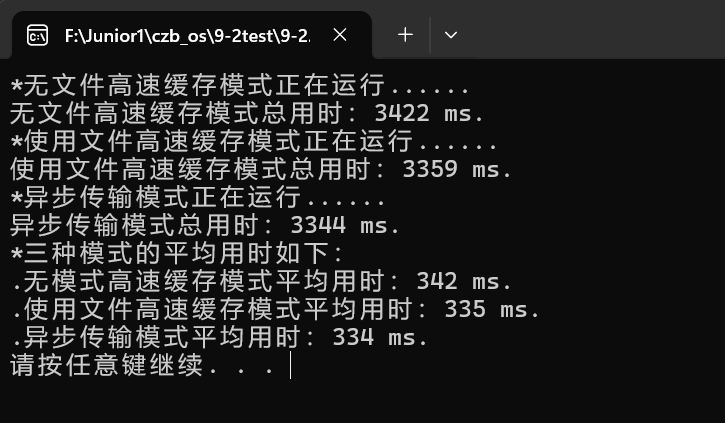 F:\Junior1\czb_os\9-2test\9-2.
*无文件高速缓存模式正在运行......
无文件高速缓存模式总用时: 3422 ms.
*使用文件高速缓存模式正在运行......
使用文件高速缓存模式总用时: 3359 ms.
*异步传输模式正在运行......
异步传输模式总用时: 3344 ms.
*三种模式的平均用时如下:
.无模式高速缓存模式平均用时: 342 ms.
.使用文件高速缓存模式平均用时: 335 ms.
.异步传输模式平均用时: 334 ms.
请按任意键继续. . .